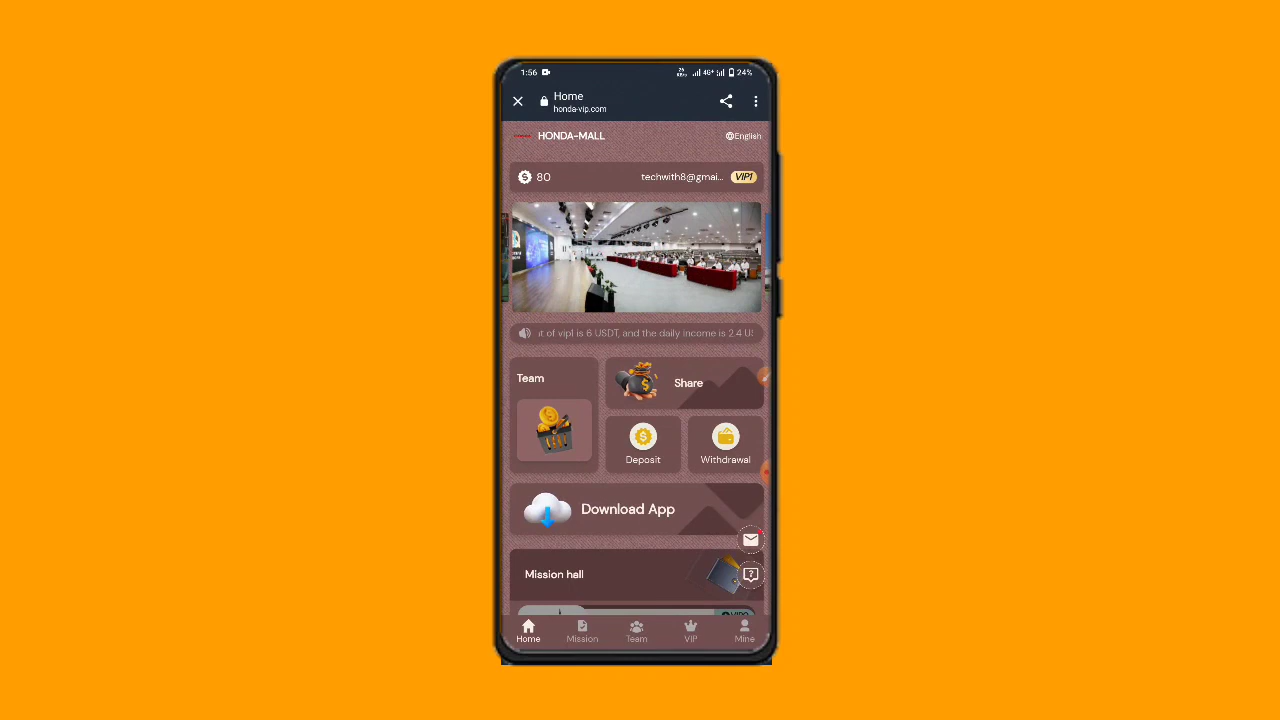 1:56 4G+ 24%
Home
honda-vip.com
HONDA-MALL English
80 techwith8@gmai... VIP1
of vip1 is 6 USDT, and the daily income is 2.4
Team
Share
Deposit Withdrawal
Download App
Mission hall
Home Mission Team VIP Mine